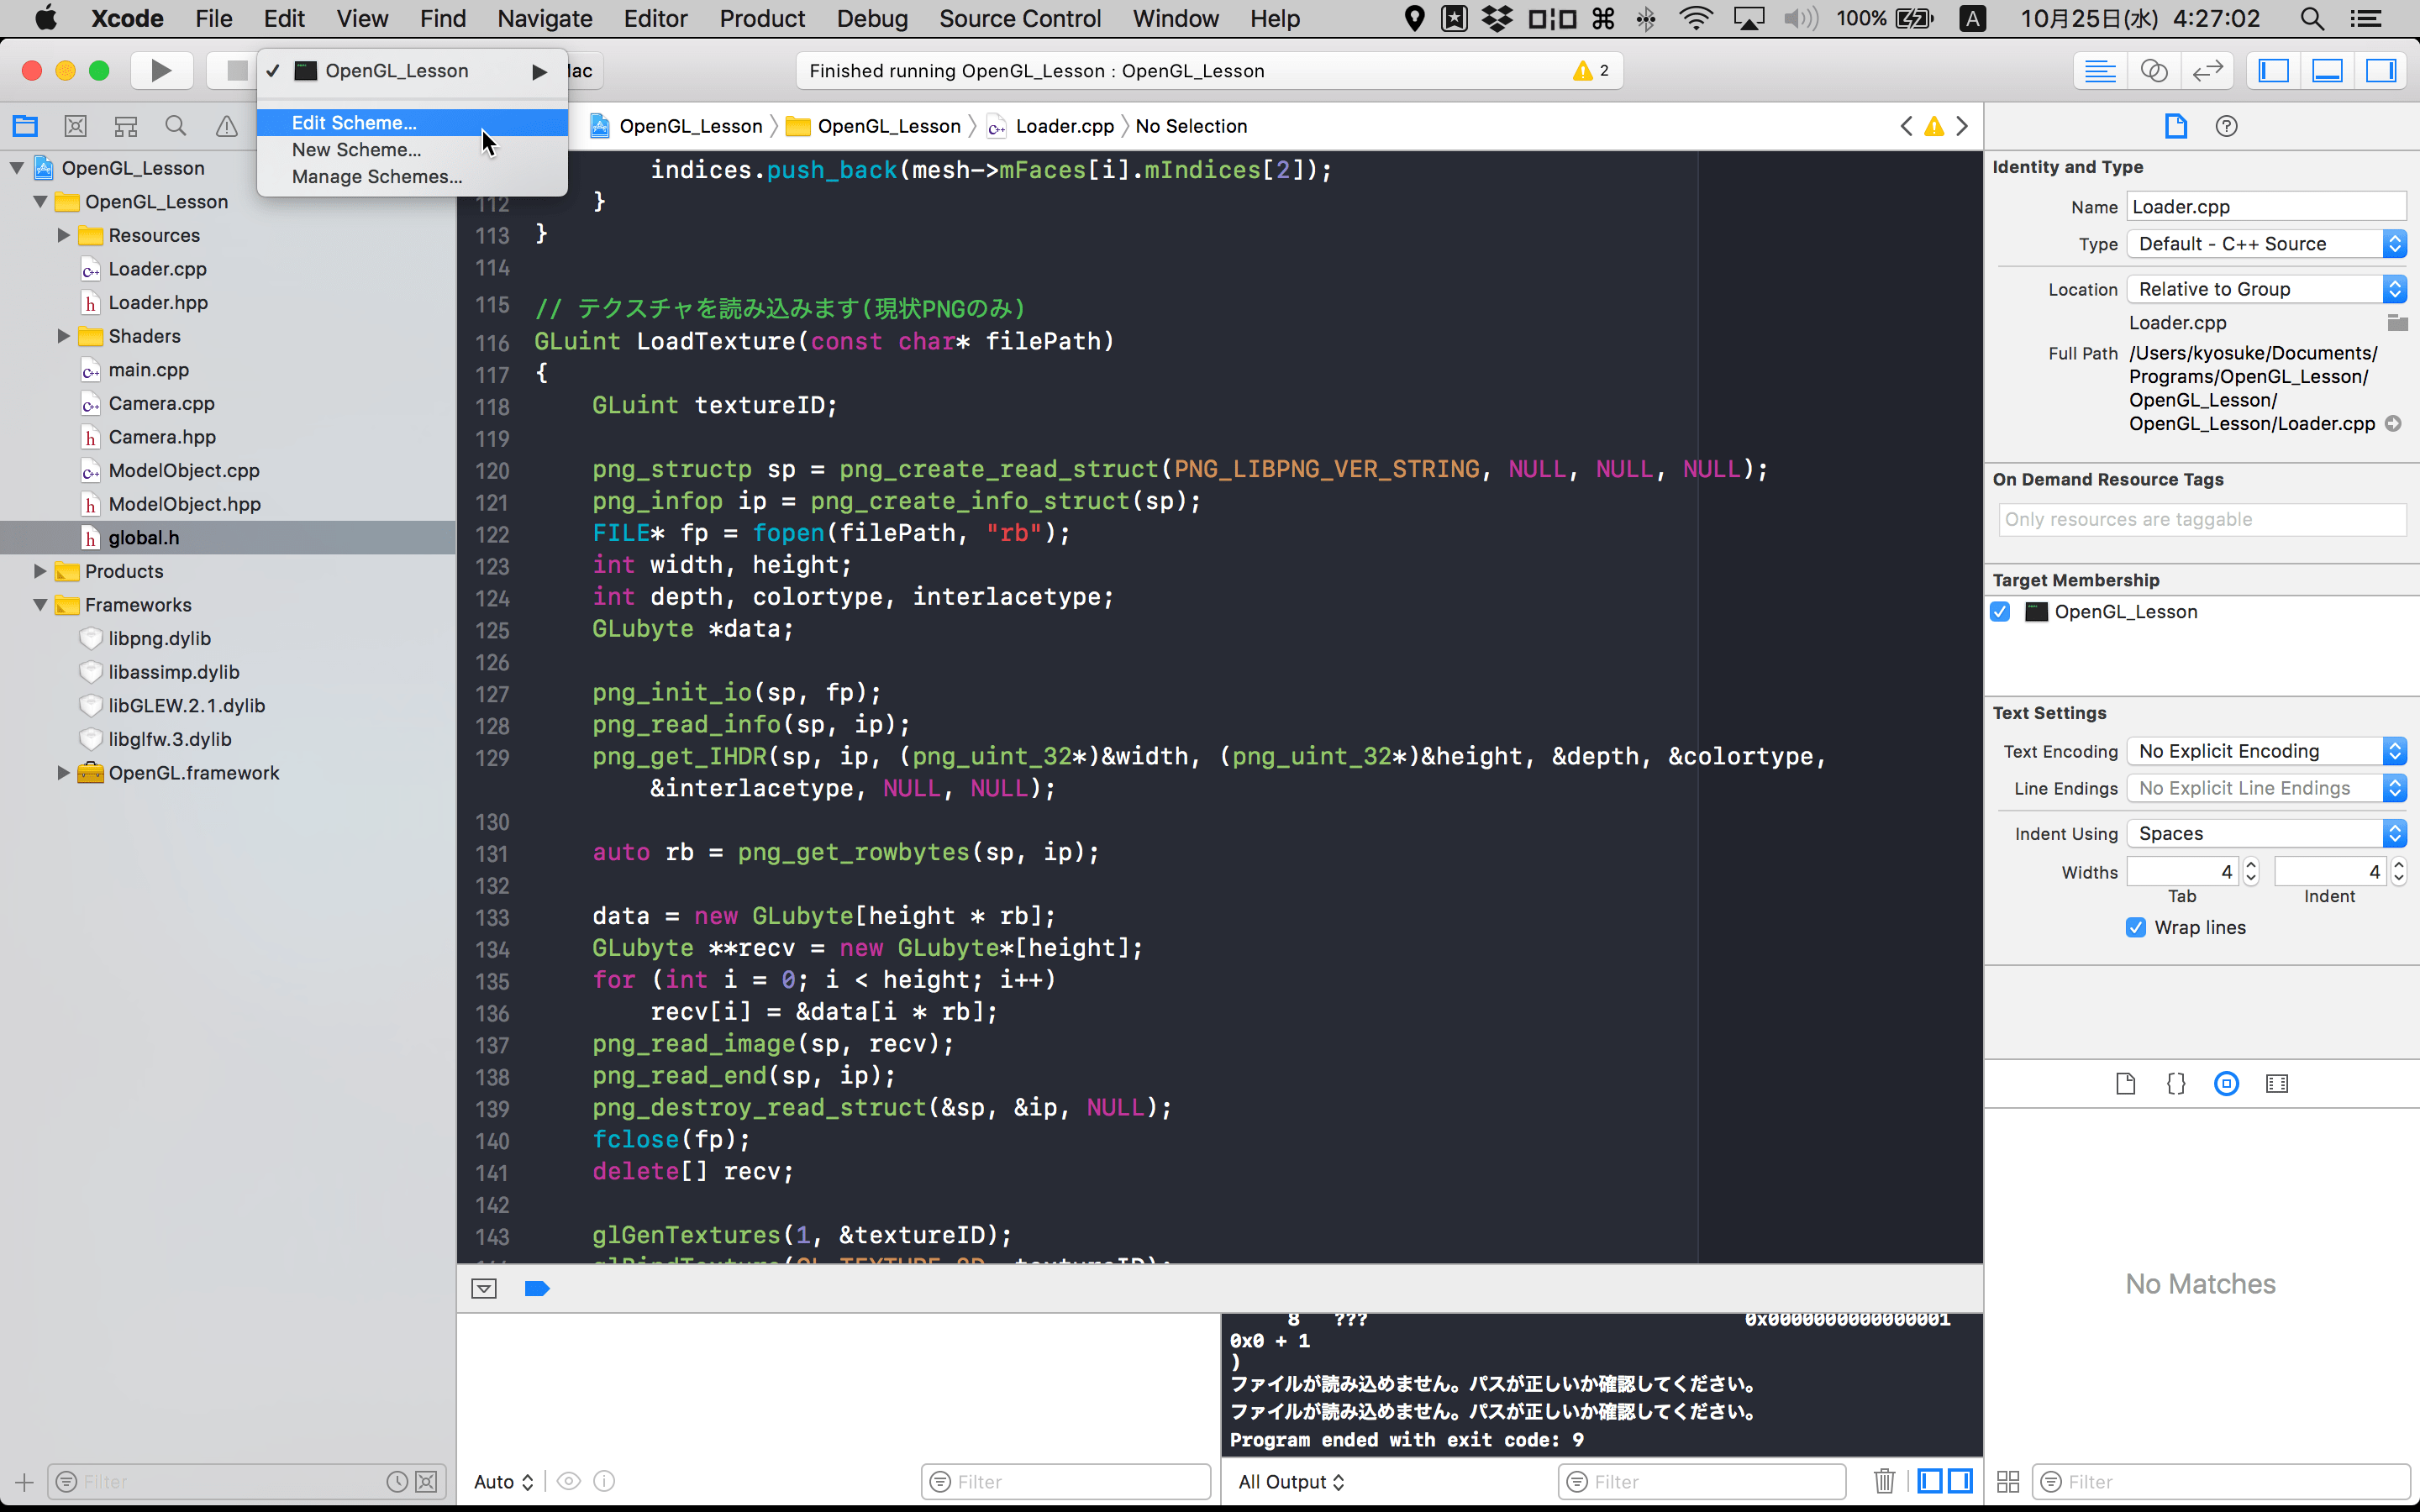 Xcode File Edit View Find Navigate Editor Product Debug Source Control Window Help 100% A 10月25日(水) 4:27:02
OpenGL_Lesson
Finished running OpenGL_Lesson : OpenGL_Lesson 2
Edit Scheme...
New Scheme...
Manage Schemes...
OpenGL_Lesson OpenGL_Lesson Loader.cpp No Selection
OpenGL_Lesson
OpenGL_Lesson
Resources
Loader.cpp
Loader.hpp
Shaders
main.cpp
Camera.cpp
Camera.hpp
ModelObject.cpp
ModelObject.hpp
global.h
Products
Frameworks
libpng.dylib
libassimp.dylib
libGLEW.2.1.dylib
libglfw.3.dylib
OpenGL.framework
Filter
indices.push_back(mesh->mFaces[i].mIndices[2]);
112 }
113 }
114
115 // テクスチャを読み込みます(現状PNGのみ)
116 GLuint LoadTexture(const char* filePath)
117 {
118 GLuint textureID;
119
120 png_structp sp = png_create_read_struct(PNG_LIBPNG_VER_STRING, NULL, NULL, NULL);
121 png_infop ip = png_create_info_struct(sp);
122 FILE* fp = fopen(filePath, "rb");
123 int width, height;
124 int depth, colortype, interlacetype;
125 GLubyte *data;
126
127 png_init_io(sp, fp);
128 png_read_info(sp, ip);
129 png_get_IHDR(sp, ip, (png_uint_32*)&width, (png_uint_32*)&height, &depth, &colortype,
&interlacetype, NULL, NULL);
130
131 auto rb = png_get_rowbytes(sp, ip);
132
133 data = new GLubyte[height * rb];
134 GLubyte **recv = new GLubyte*[height];
135 for (int i = 0; i < height; i++)
136 recv[i] = &data[i * rb];
137 png_read_image(sp, recv);
138 png_read_end(sp, ip);
139 png_destroy_read_struct(&sp, &ip, NULL);
140 fclose(fp);
141 delete[] recv;
142
143 glGenTextures(1, &textureID);
8 ??? 0x0000000000000001
0x0 + 1
)
ファイルが読み込めません。パスが正しいか確認してください。
ファイルが読み込めません。パスが正しいか確認してください。
Program ended with exit code: 9
Auto Filter
All Output Filter
Identity and Type
Name Loader.cpp
Type Default - C++ Source
Location Relative to Group
Loader.cpp
Full Path /Users/kyosuke/Documents/
Programs/OpenGL_Lesson/
OpenGL_Lesson/
OpenGL_Lesson/Loader.cpp
On Demand Resource Tags
Only resources are taggable
Target Membership
OpenGL_Lesson
Text Settings
Text Encoding No Explicit Encoding
Line Endings No Explicit Line Endings
Indent Using Spaces
Widths 4 4
Tab Indent
Wrap lines
No Matches
Filter